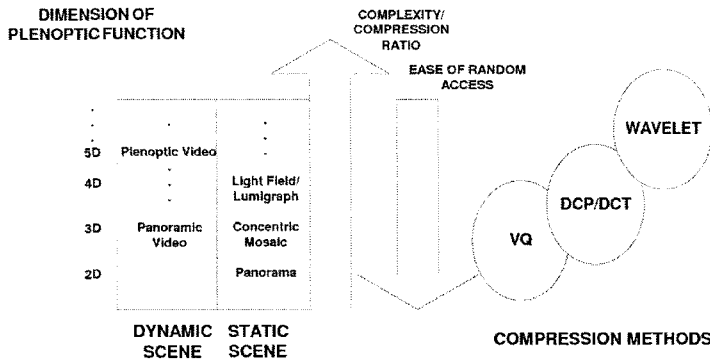 DIMENSION OF
PLENOPTIC FUNCTION
COMPLEXITY/
COMPRESSION
RATIO
EASE OF RANDOM
ACCESS
5D Plenoptic Video
4D Light Field/
Lumigraph
3D Panoramic
Video
Concentric
Mosaic
2D Panorama
DYNAMIC
SCENE
STATIC
SCENE
WAVELET
DCP/DCT
VQ
COMPRESSION METHODS